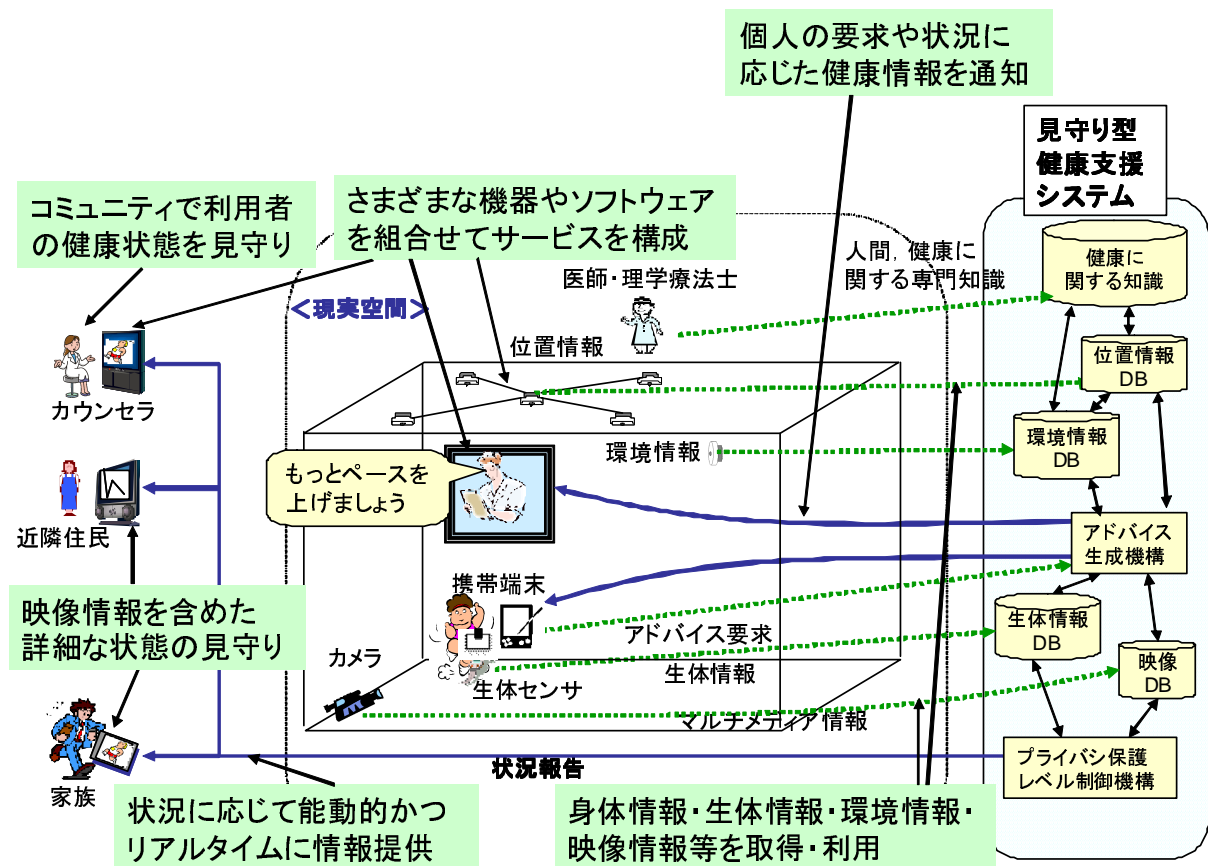 個人の要求や状況に
応じた健康情報を通知
見守り型
健康支援
システム
コミュニティで利用者
の健康状態を見守り
さまざまな機器やソフトウェア
を組合せてサービスを構成
人間，健康に
関する専門知識
健康に
関する知識
医師・理学療法士
＜現実空間＞
位置情報
位置情報
DB
カウンセラ
環境情報
環境情報
DB
もっとペースを
上げましょう
近隣住民
アドバイス
生成機構
携帯端末
映像情報を含めた
詳細な状態の見守り
アドバイス要求
生体情報
DB
カメラ
生体センサ
生体情報
映像
DB
マルチメディア情報
家族
状況報告
プライバシ保護
レベル制御機構
状況に応じて能動的かつ
リアルタイムに情報提供
身体情報・生体情報・環境情報・
映像情報等を取得・利用